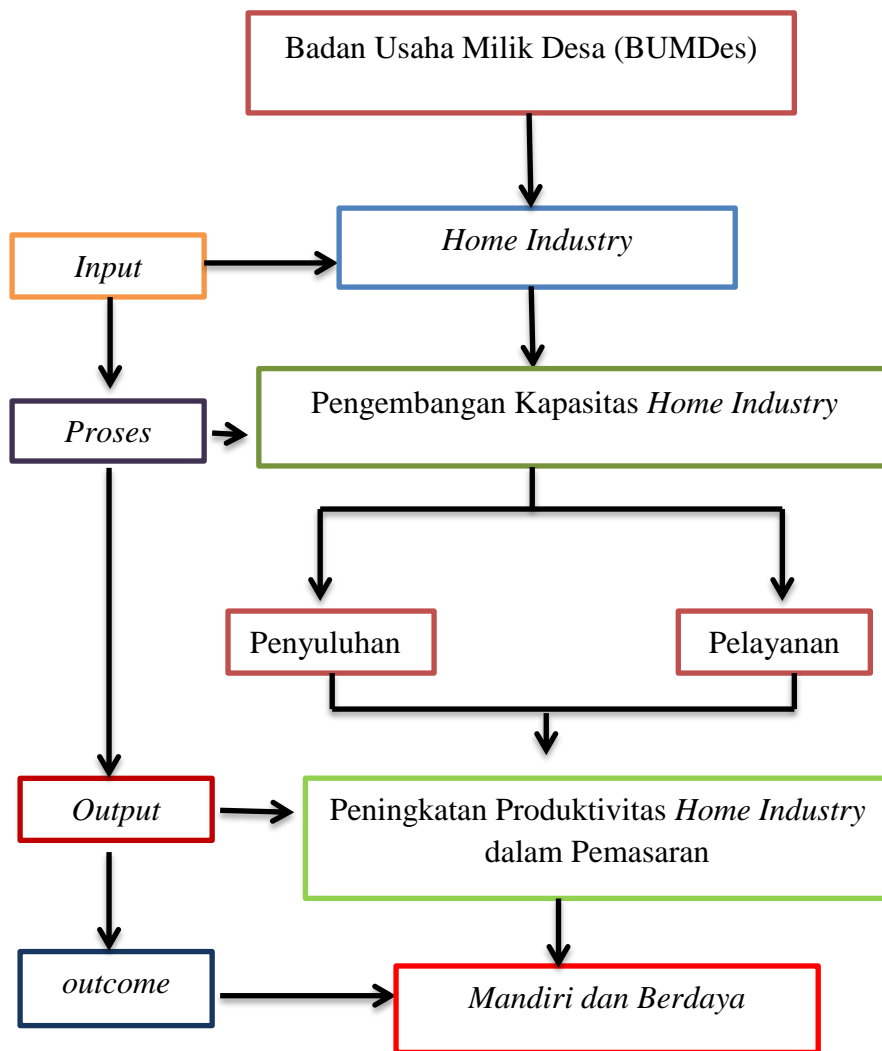 Badan Usaha Milik Desa (BUMDes)
Home Industry
Input
Pengembangan Kapasitas Home Industry
Proses
Penyuluhan
Pelayanan
Output
Peningkatan Produktivitas Home Industry
dalam Pemasaran
outcome
Mandiri dan Berdaya